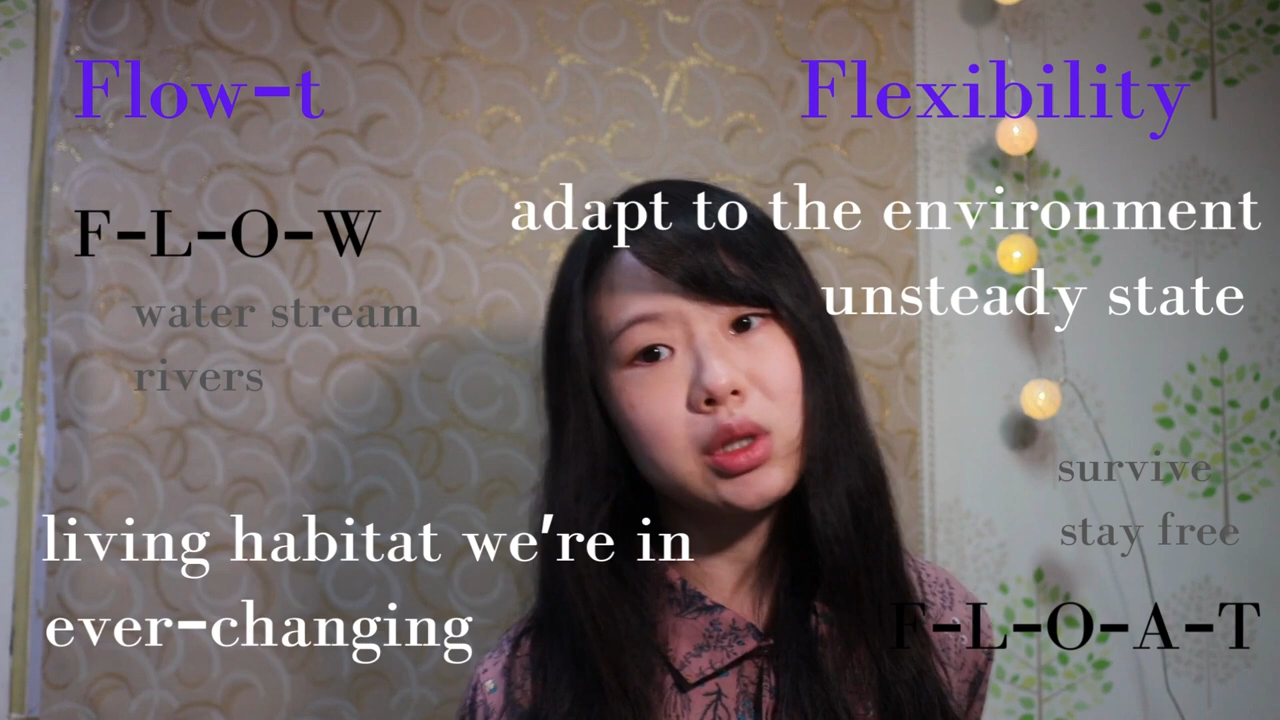 Flow-t
F-L-O-W
water stream
rivers
living habitat we're in
ever-changing
Flexibility
adapt to the environment
unsteady state
survive
stay free
F-L-O-A-T